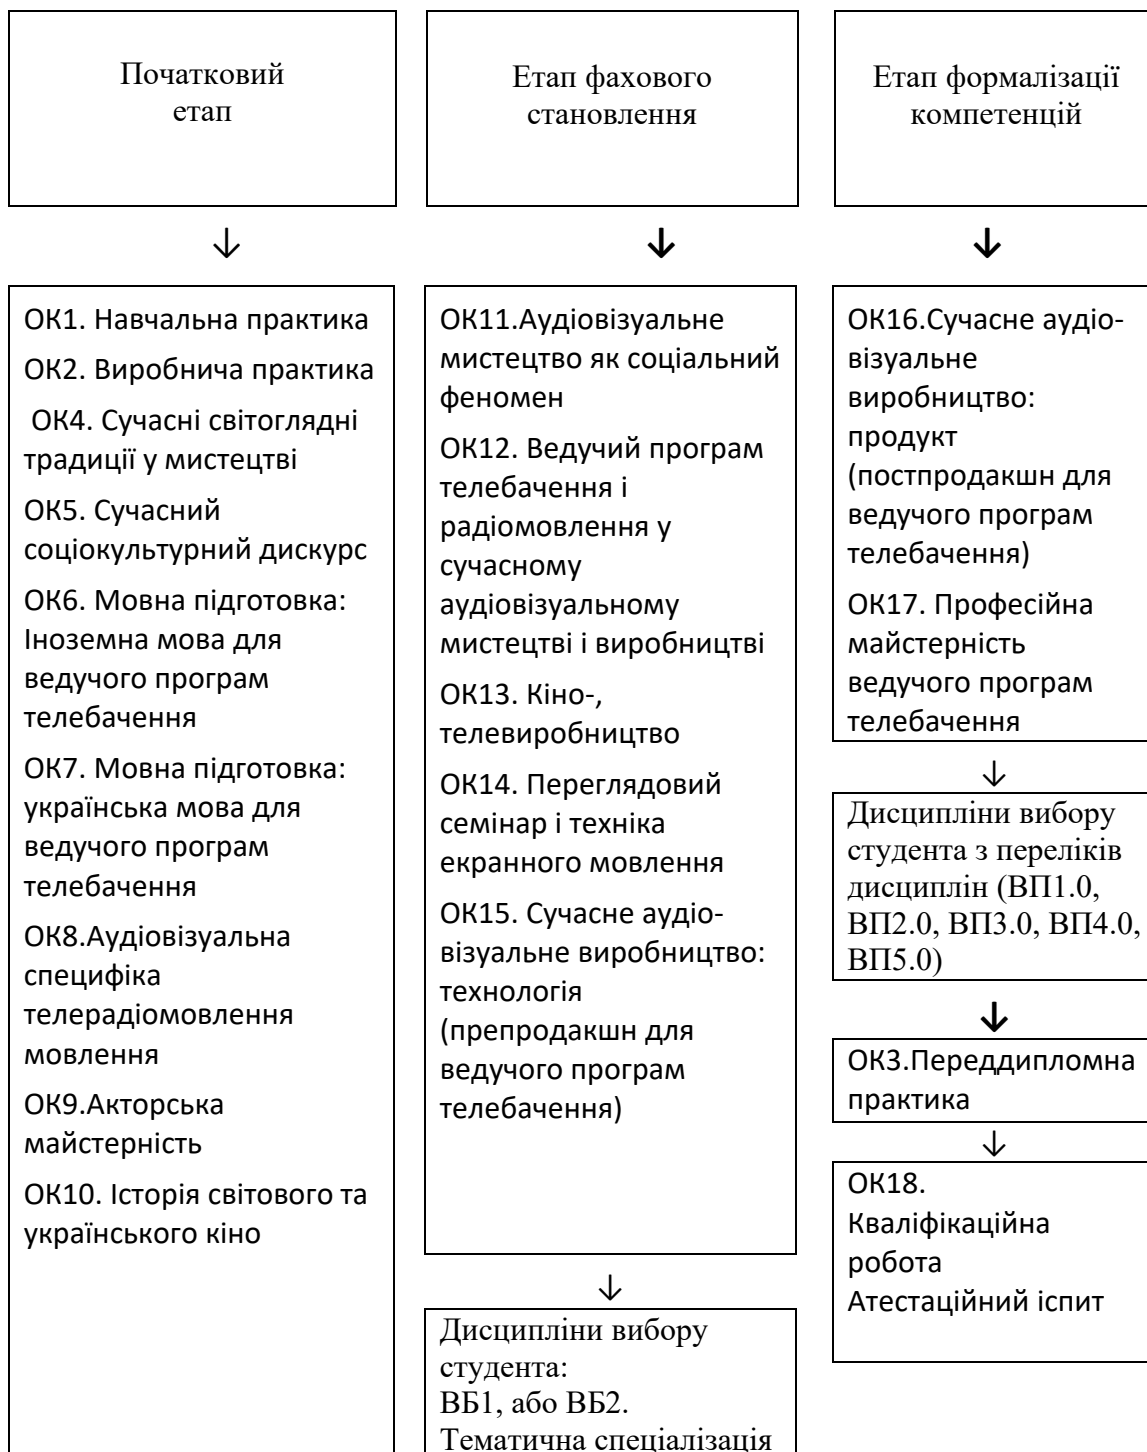 Початковий
етап
Етап фахового
становлення
Етап формалізації
компетенцій
ОК1. Навчальна практика
ОК2. Виробнича практика
ОК4. Сучасні світоглядні
традиції у мистецтві
ОК5. Сучасний
соціокультурний дискурс
ОК6. Мовна підготовка:
Іноземна мова для
ведучого програм
телебачення
ОК7. Мовна підготовка:
українська мова для
ведучого програм
телебачення
ОК8.Аудіовізуальна
специфіка
телерадіомовлення
мовлення
ОК9.Акторська
майстерність
ОК10. Історія світового та
українського кіно
ОК11.Аудіовізуальне
мистецтво як соціальний
феномен
ОК12. Ведучий програм
телебачення і
радіомовлення у
сучасному
аудіовізуальному
мистецтві і виробництві
ОК13. Кіно-,
телевиробництво
ОК14. Переглядовий
семінар і техніка
екранного мовлення
ОК15. Сучасне аудіо-
візуальне виробництво:
технологія
(препродакшн для
ведучого програм
телебачення)
Дисципліни вибору
студента:
ВБ1, або ВБ2.
Тематична спеціалізація
ОК16.Сучасне аудіо-
візуальне
виробництво:
продукт
(постпродакшн для
ведучого програм
телебачення)
ОК17. Професійна
майстерність
ведучого програм
телебачення
Дисципліни вибору
студента з переліків
дисциплін (ВП1.0,
ВП2.0, ВП3.0, ВП4.0,
ВП5.0)
ОК3.Переддипломна
практика
ОК18.
Кваліфікаційна
робота
Атестаційний іспит